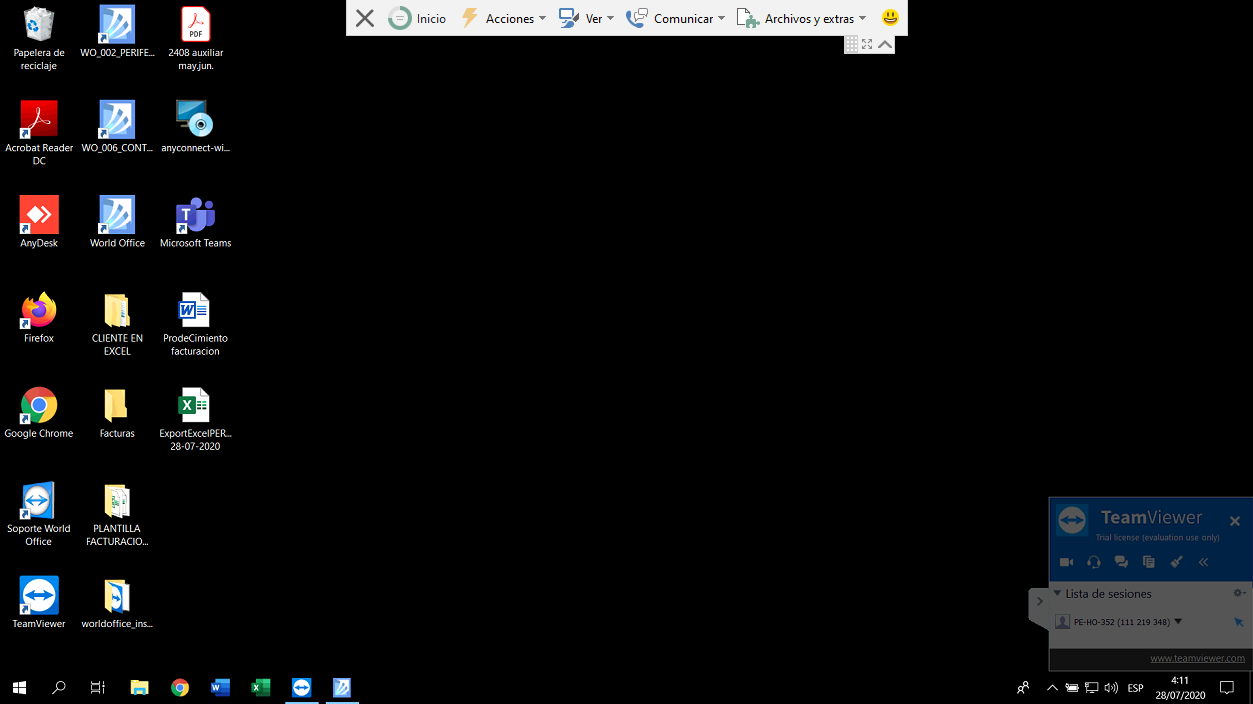 Inicio
Acciones
Ver
Comunicar
Archivos y extras
Papelera de
reciclaje
WO_002_PERIFE...
PDF
2408 auxiliar
may.jun.
Acrobat Reader
DC
WO_006_CONT...
anyconnect-wi...
AnyDesk
World Office
Microsoft Teams
Firefox
CLIENTE EN
EXCEL
ProdeCimiento
facturacion
Google Chrome
Facturas
ExportExcelPER...
28-07-2020
Soporte World
Office
PLANTILLA
FACTURACIO...
TeamViewer
worldoffice_ins...
TeamViewer
Trial license (evaluation use only)
Lista de sesiones
PE-HO-352 (111 219 348)
www.teamviewer.com
ESP
4:11
28/07/2020